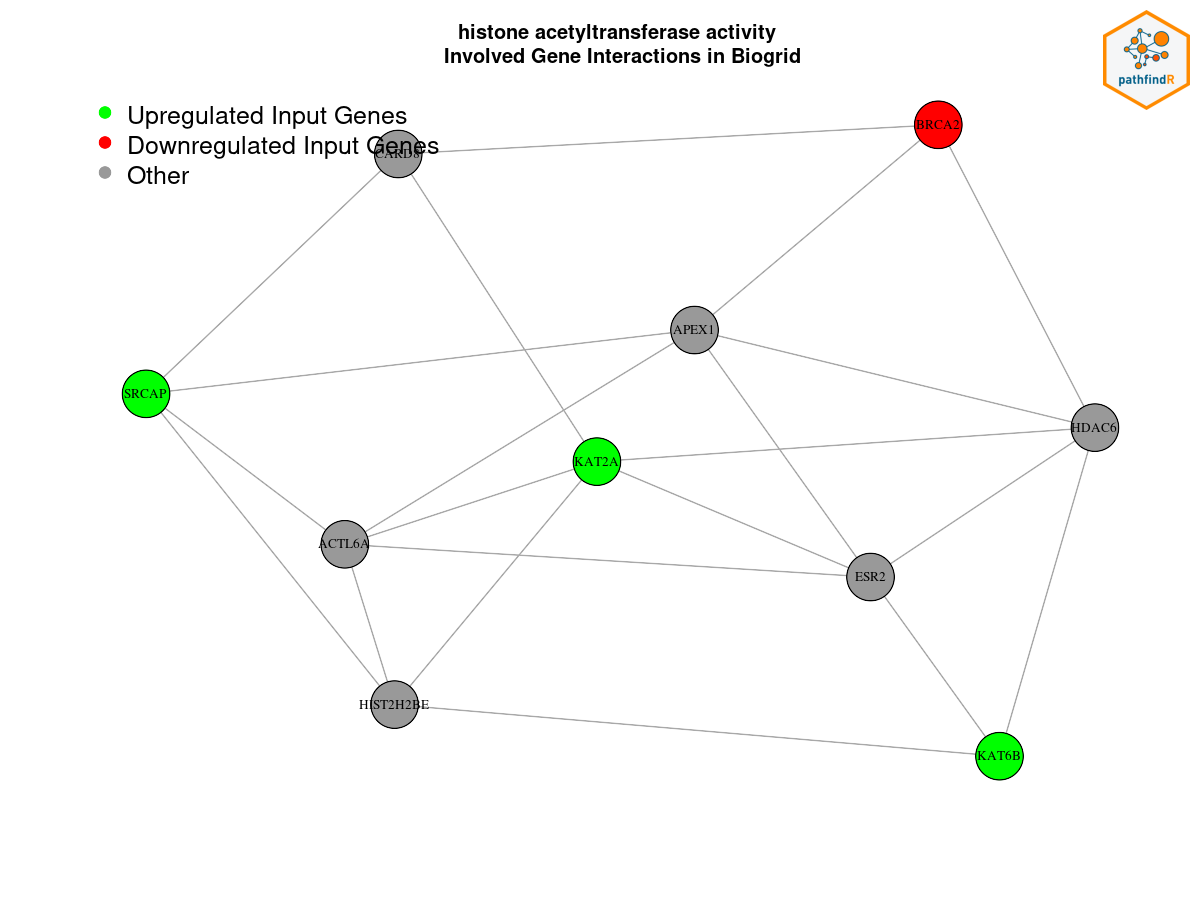 histone acetyltransferase activity
Involved Gene Interactions in Biogrid
pathfindR
Upregulated Input Genes
Downregulated Input Genes
Other
CARD8
BRCA2
APEX1
SRCAP
HDAC6
KAT2A
ACTL6A
ESR2
HIST2H2BE
KAT6B